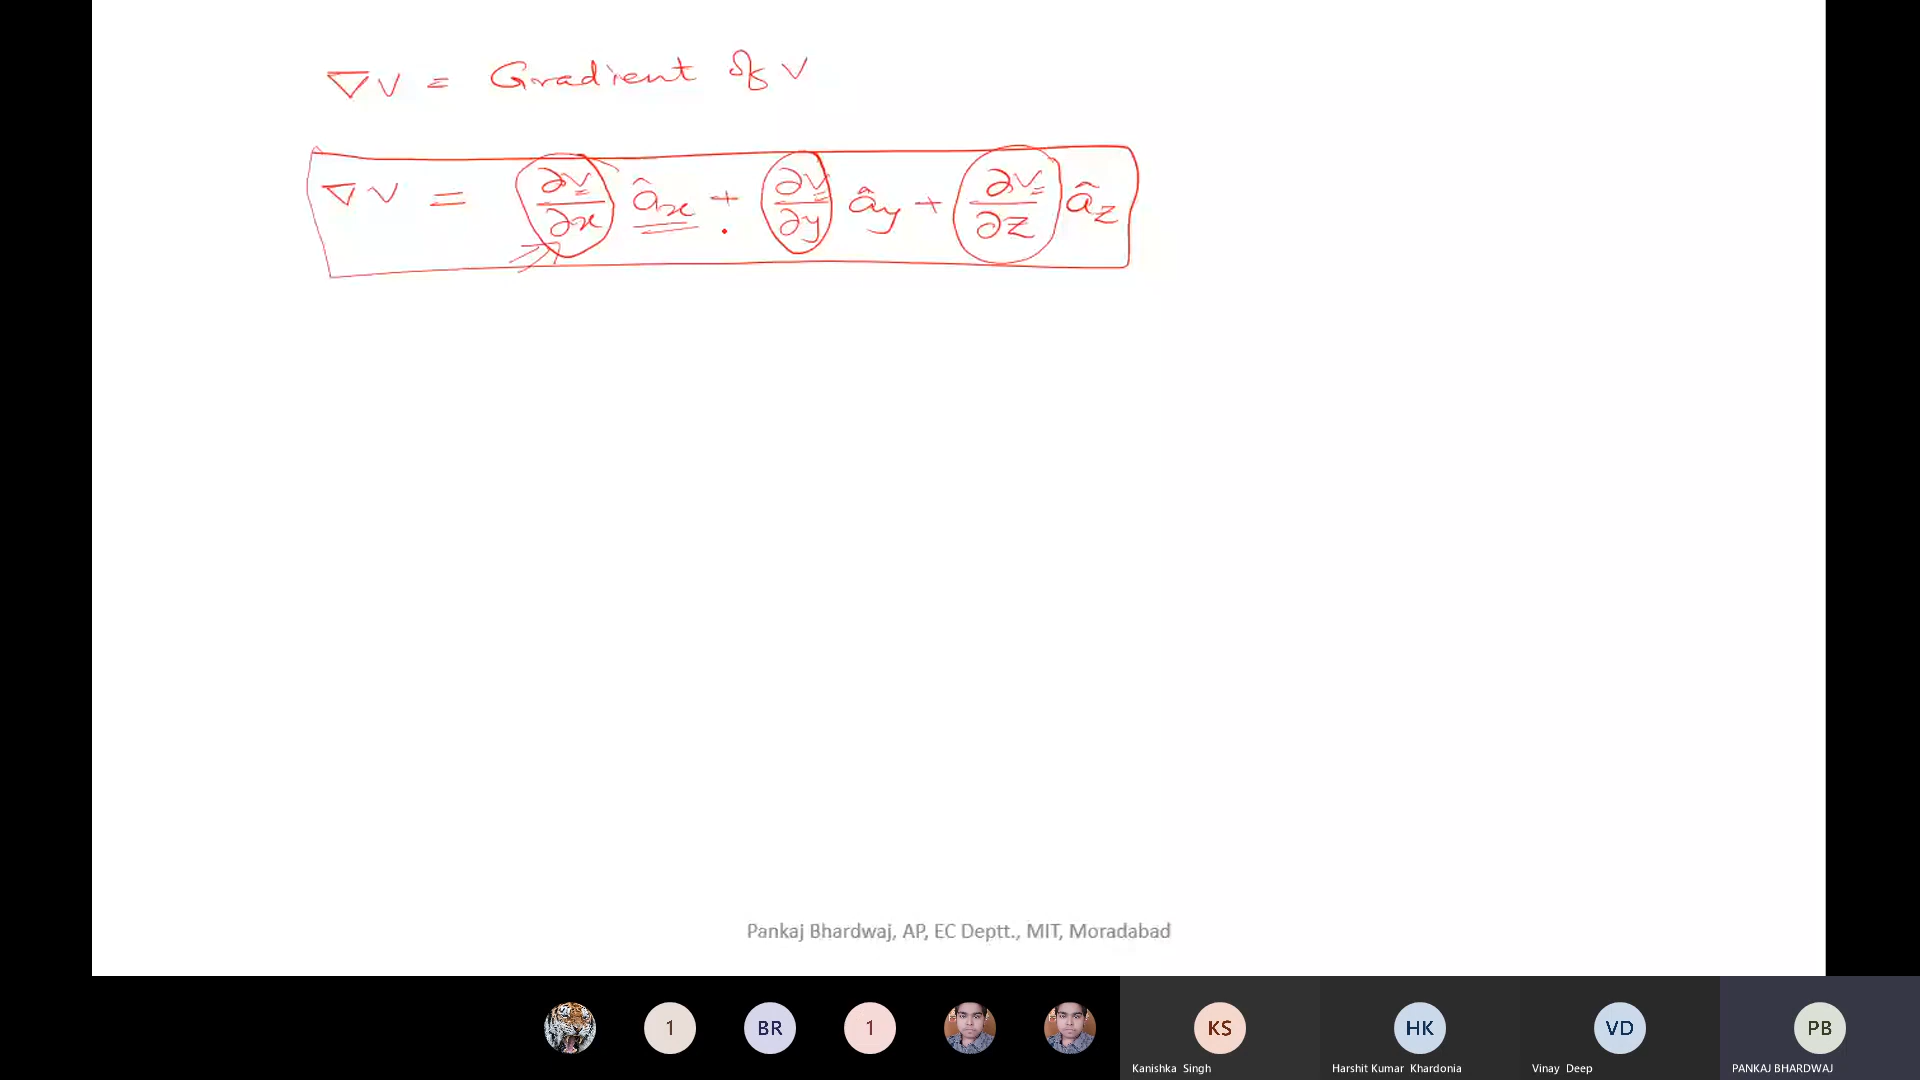 ∇V = Gradient of V
∇V = ∂V/∂x âx + ∂V/∂y ây + ∂V/∂z âz
Pankaj Bhardwaj, AP, EC Deptt., MIT, Moradabad
1
BR
1
KS
HK
VD
PB
Kanishka Singh
Harshit Kumar Khardonia
Vinay Deep
PANKAJ BHARDWAJ